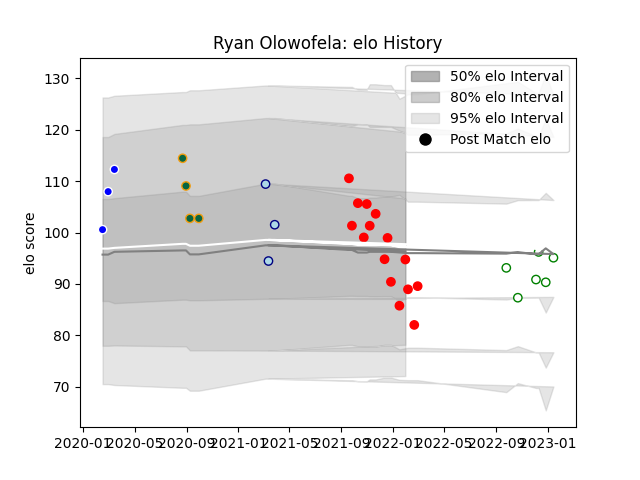 Ryan Olowofela: elo History
50% elo Interval
80% elo Interval
95% elo Interval
Post Match elo
elo score
130
120
110
100
90
80
70
2020-01 2020-05 2020-09 2021-01 2021-05 2021-09 2022-01 2022-05 2022-09 2023-01